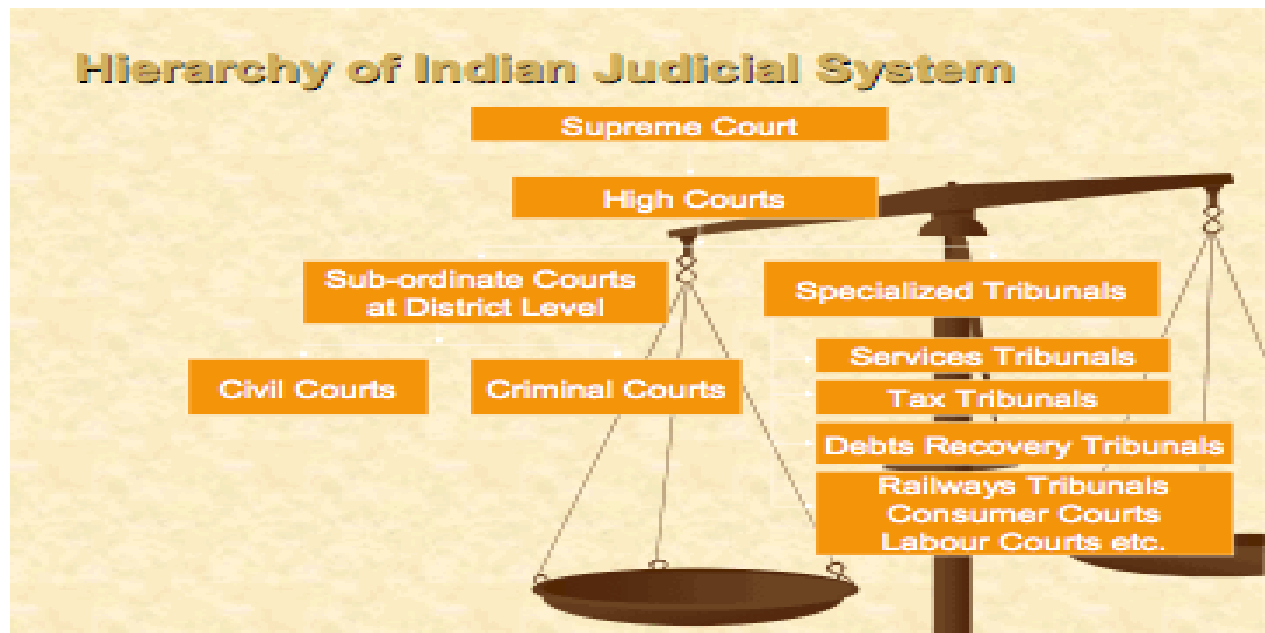 Hierarchy of Indian Judicial System
Supreme Court
High Courts
Sub-ordinate Courts
at District Level
Civil Courts
Criminal Courts
Specialized Tribunals
Services Tribunals
Tax Tribunals
Debts Recovery Tribunals
Railways Tribunals
Consumer Courts
Labour Courts etc.